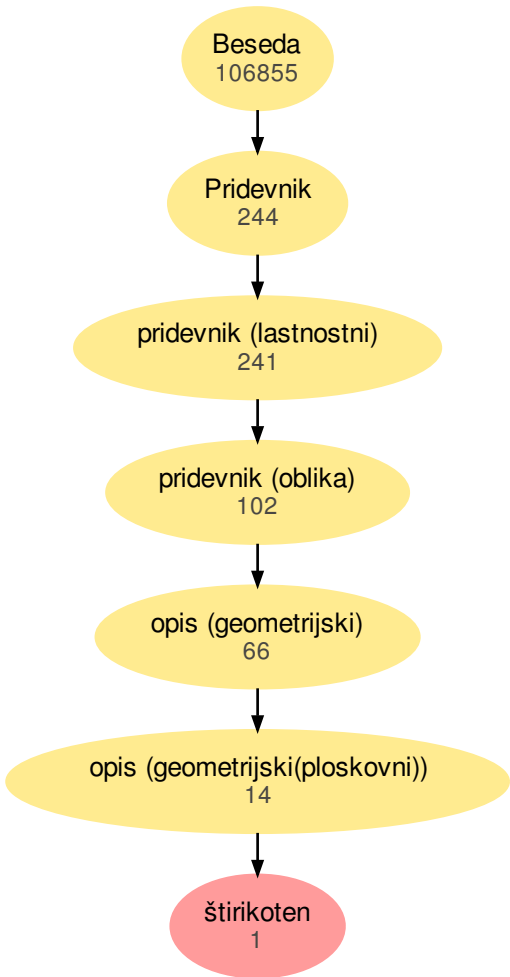 Beseda
106855
Pridevnik
244
pridevnik (lastnostni)
241
pridevnik (oblika)
102
opis (geometrijski)
66
opis (geometrijski(ploskovni))
14
štirikoten
1